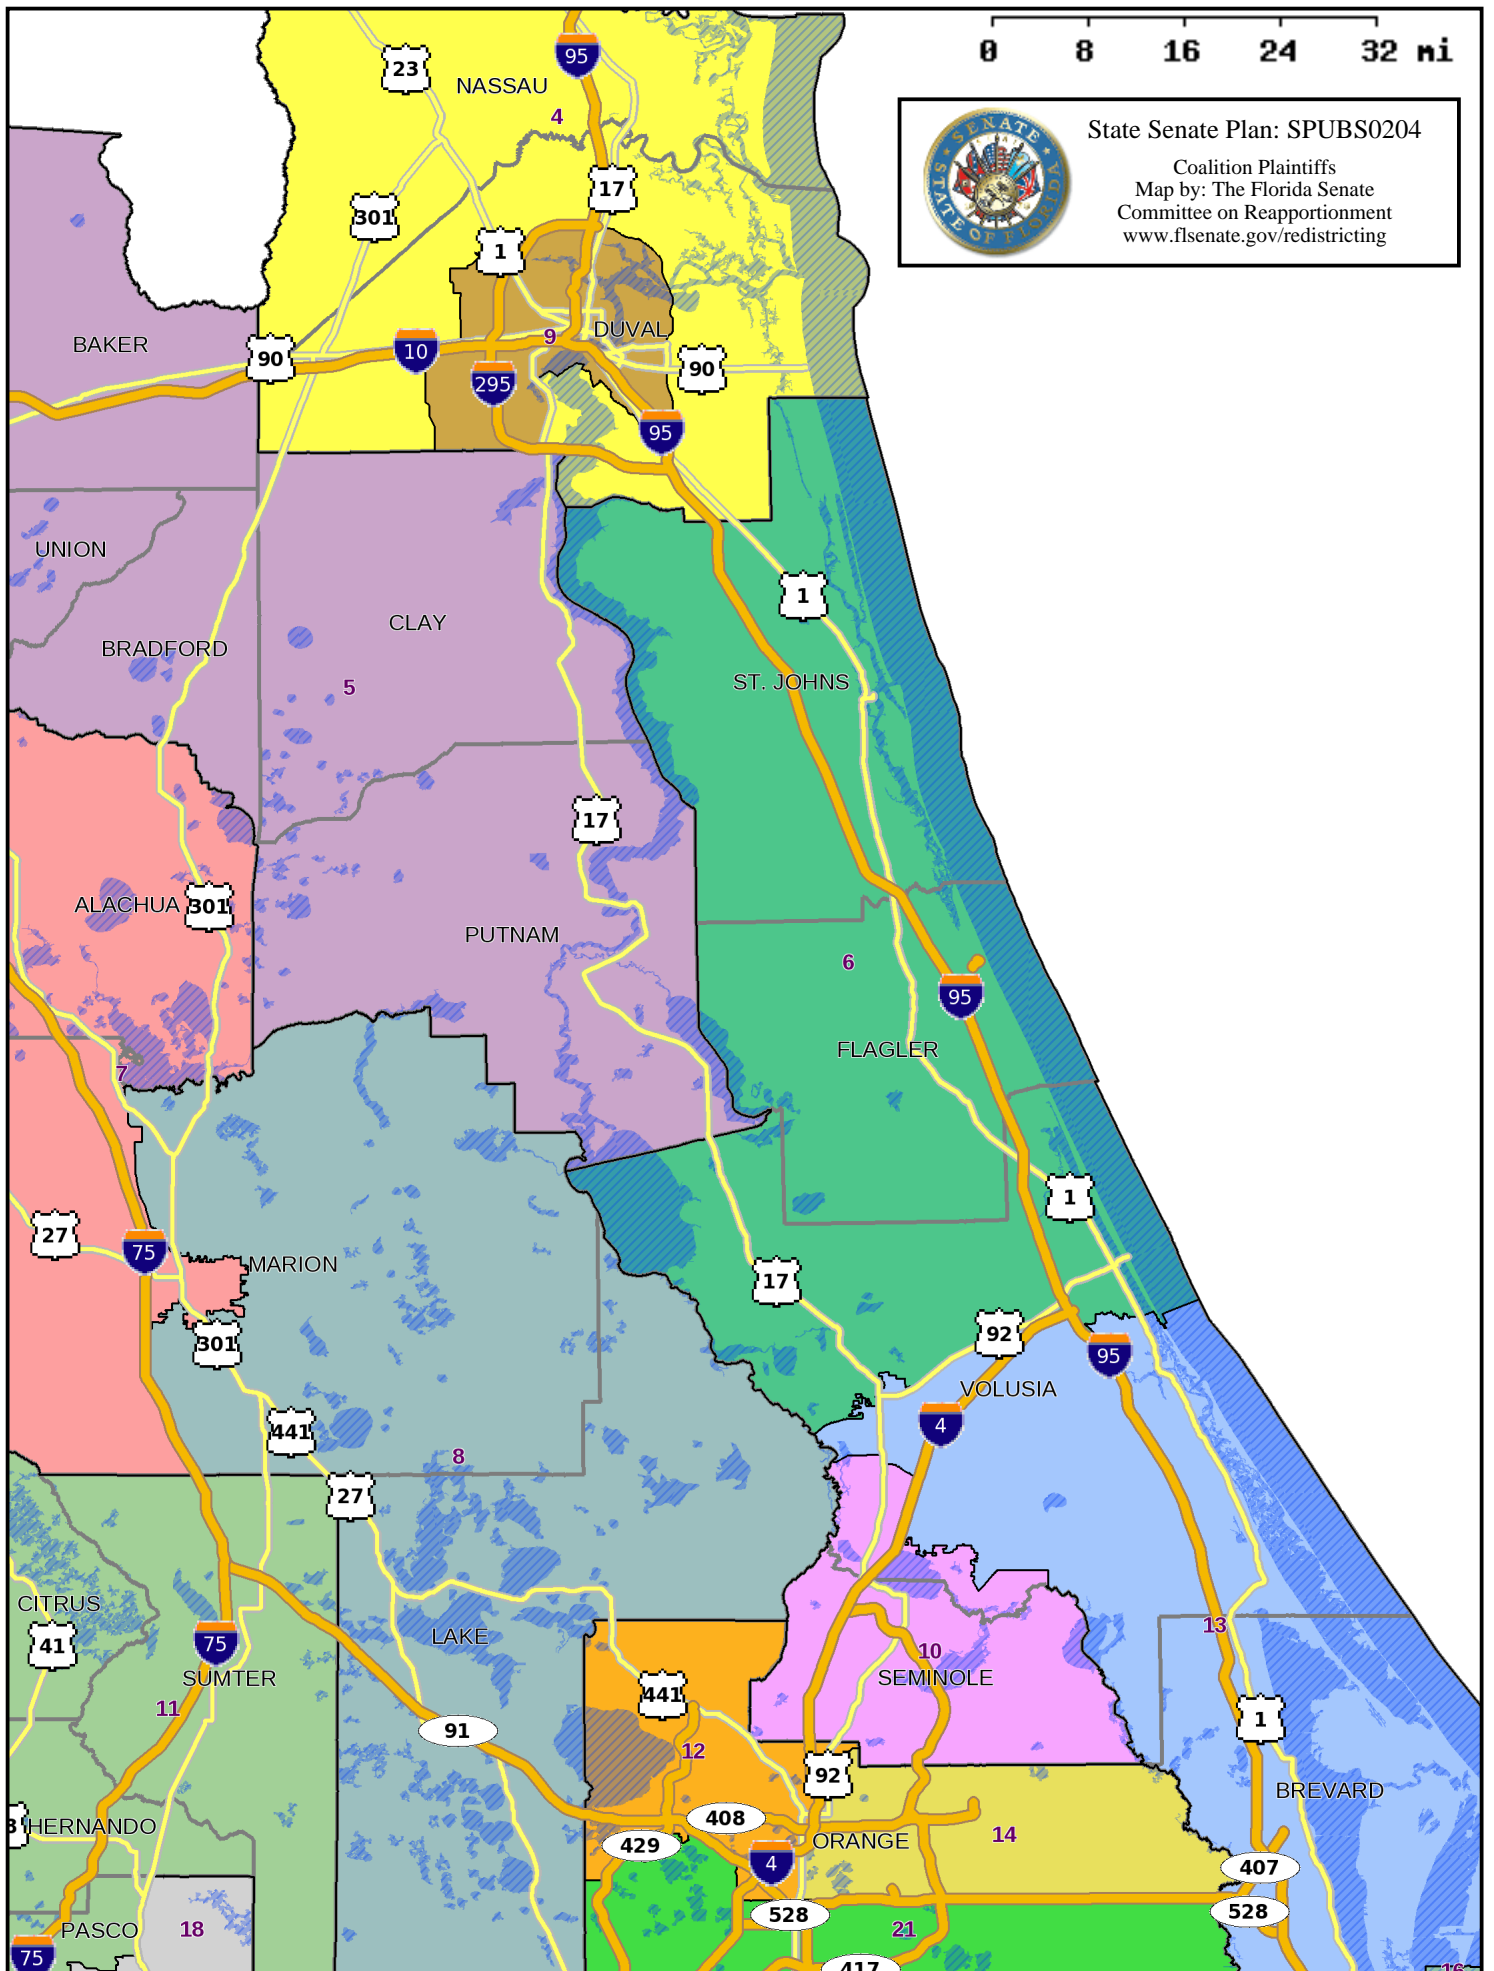 0 8 16 24 32 mi
State Senate Plan: SPUBS0204
Coalition Plaintiffs
Map by: The Florida Senate
Committee on Reapportionment
www.flsenate.gov/redistricting
SENATE
STATE OF FLORIDA
95
23
NASSAU
4
17
301
1
DUVAL
9
BAKER
90
10
90
295
95
UNION
1
CLAY
BRADFORD
ST. JOHNS
5
17
ALACHUA
301
PUTNAM
6
95
FLAGLER
7
1
27
75
MARION
17
301
92
95
VOLUSIA
4
441
8
27
CITRUS
13
41
75
LAKE
10
SUMTER
SEMINOLE
441
11
1
91
12
92
BREVARD
408
HERNANDO
14
429
ORANGE
4
407
528
528
PASCO
18
21
75
417
16